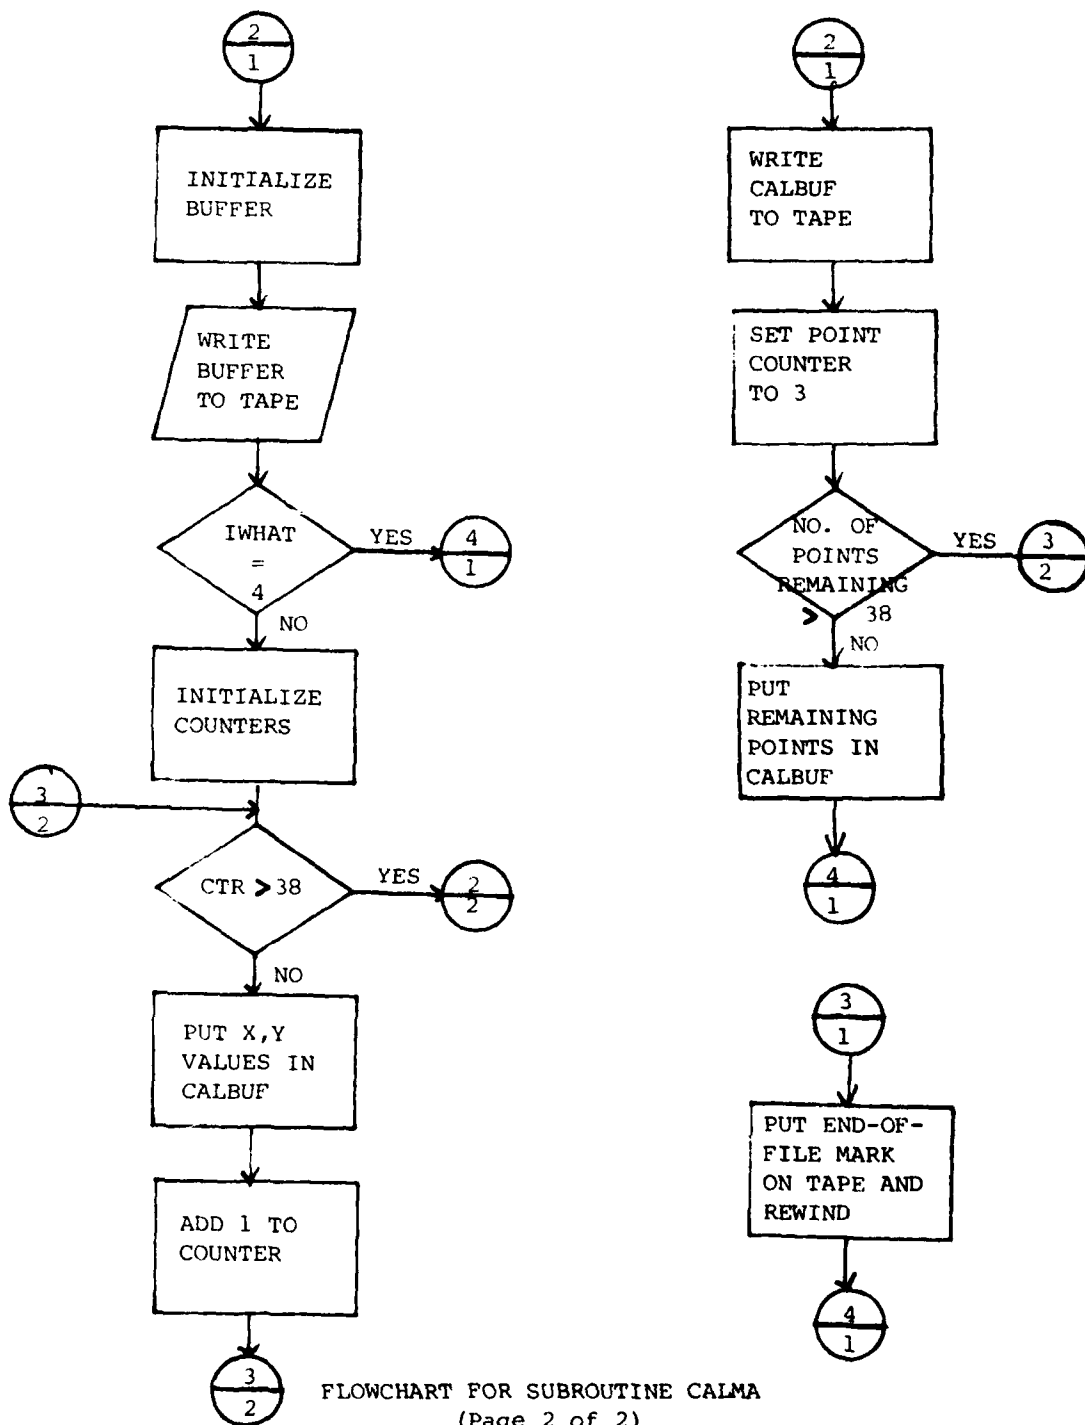 2
1
INITIALIZE
BUFFER
WRITE
BUFFER
TO TAPE
IWHAT
=
4
YES
4
1
NO
INITIALIZE
COUNTERS
3
2
CTR > 38
YES
2
2
NO
PUT X,Y
VALUES IN
CALBUF
ADD 1 TO
COUNTER
3
2
2
1
WRITE
CALBUF
TO TAPE
SET POINT
COUNTER
TO 3
NO. OF
POINTS
REMAINING
> 38
YES
3
2
NO
PUT
REMAINING
POINTS IN
CALBUF
4
1
3
1
PUT END-OF-
FILE MARK
ON TAPE AND
REWIND
4
1
FLOWCHART FOR SUBROUTINE CALMA
(Page 2 of 2)